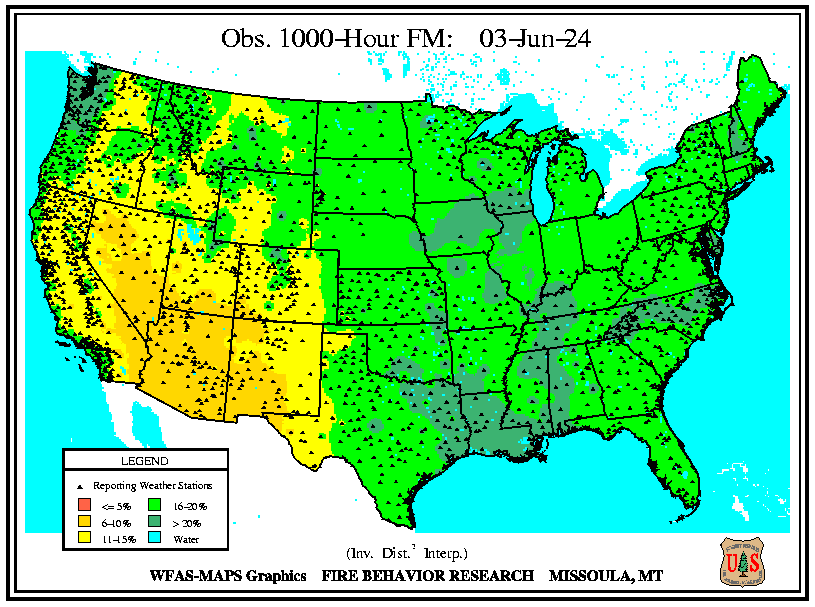 Obs. 1000-Hour FM: 03-Jun-24
LEGEND
Reporting Weather Stations
<= 5%
16-20%
6-10%
> 20%
11-15%
Water
(Inv. Dist.² Interp.)
WFAS-MAPS Graphics FIRE BEHAVIOR RESEARCH MISSOULA, MT
U S